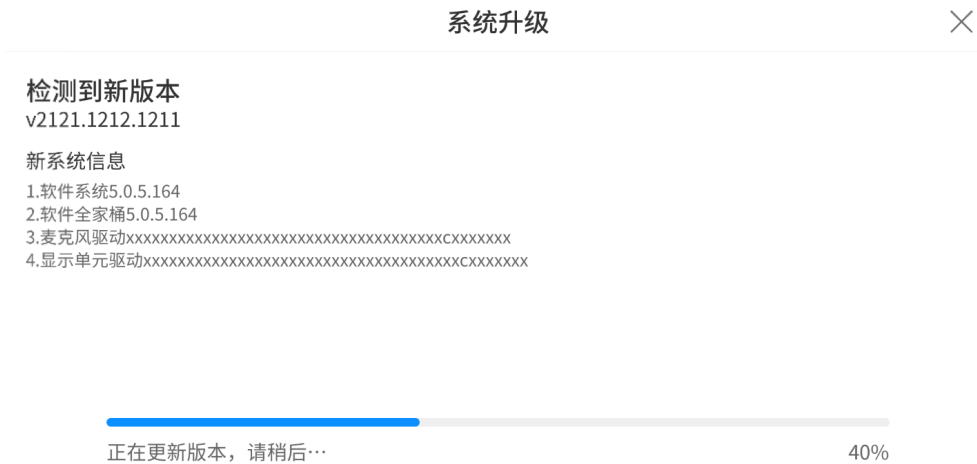 系统升级
检测到新版本
v2121.1212.1211
新系统信息
1.软件系统5.0.5.164
2.软件全家桶5.0.5.164
3.麦克风驱动xxxxxxxxxxxxxxxxxxxxxxxxxxxxxxxxxxxxxcxxxxxxx
4.显示单元驱动xxxxxxxxxxxxxxxxxxxxxxxxxxxxxxxxxxxxxcxxxxxxx
正在更新版本，请稍后…
40%